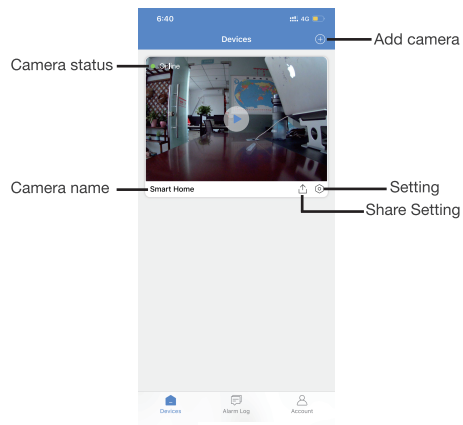 6:40
4G
Devices
Add camera
Camera status
Online
Camera name
Smart Home
Setting
Share Setting
Devices
Alarm Log
Account